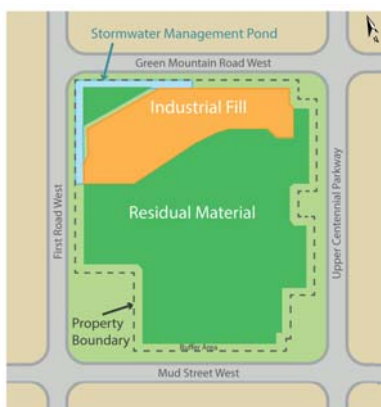 Stormwater Management Pond
Green Mountain Road West
Industrial Fill
First Road West
Residual Material
Upper Centennial Parkway
Property
Boundary
Buffer Area
Mud Street West